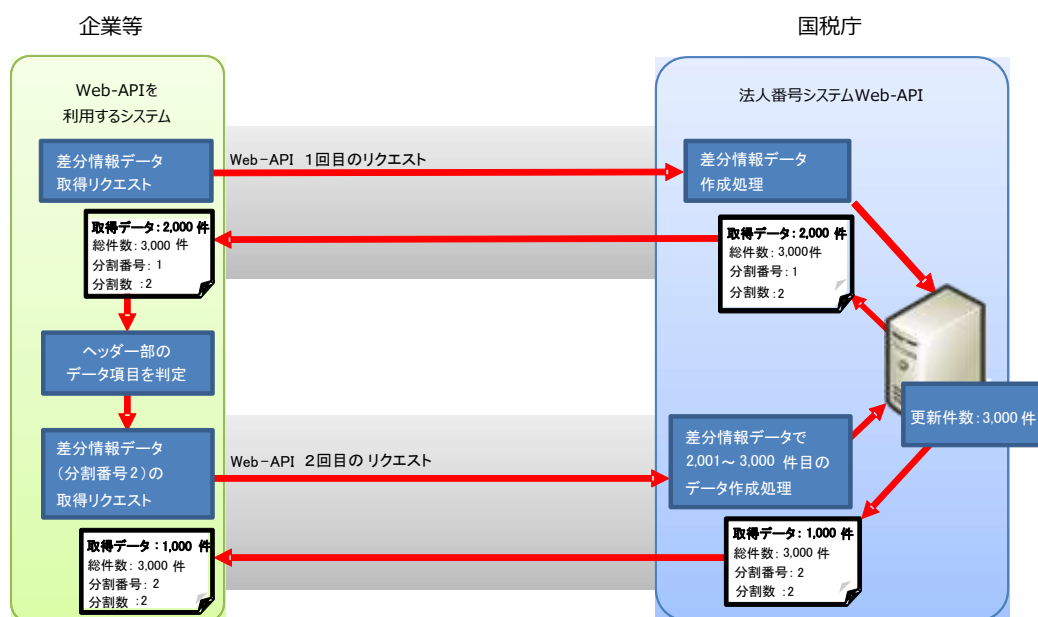 企業等
国税庁
Web-APIを
利用するシステム
法人番号システムWeb-API
差分情報データ
取得リクエスト
Web-API 1回目のリクエスト
差分情報データ
作成処理
取得データ:2,000 件
総件数:3,000 件
分割番号:1
分割数 :2
取得データ:2,000 件
総件数:3,000件
分割番号:1
分割数:2
ヘッダー部の
データ項目を判定
更新件数:3,000 件
差分情報データ
(分割番号2)の
取得リクエスト
Web-API 2回目の リクエスト
差分情報データで
2,001～3,000 件目の
データ作成処理
取得データ:1,000 件
総件数:3,000 件
分割番号:2
分割数 :2
取得データ:1,000 件
総件数:3,000 件
分割番号:2
分割数 :2